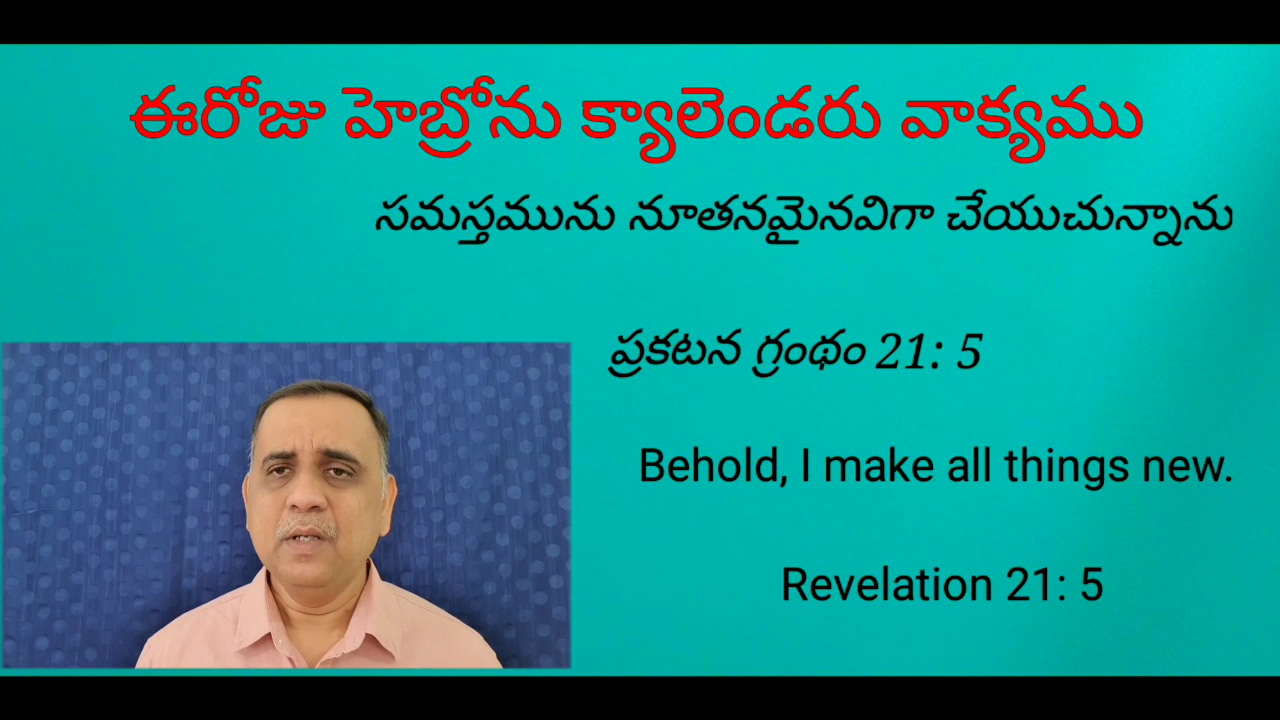 ఈరోజు హెబ్రోను క్యాలెండరు వాక్యము
సమస్తమును నూతనమైనవిగా చేయుచున్నాను
ప్రకటన గ్రంథం 21: 5
Behold, I make all things new.
Revelation 21: 5